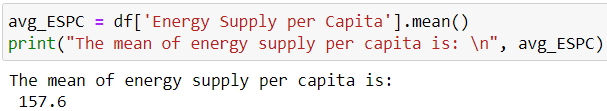 avg_ESPC = df['Energy Supply per Capita'].mean()
print("The mean of energy supply per capita is: \n", avg_ESPC)
The mean of energy supply per capita is:
 157.6